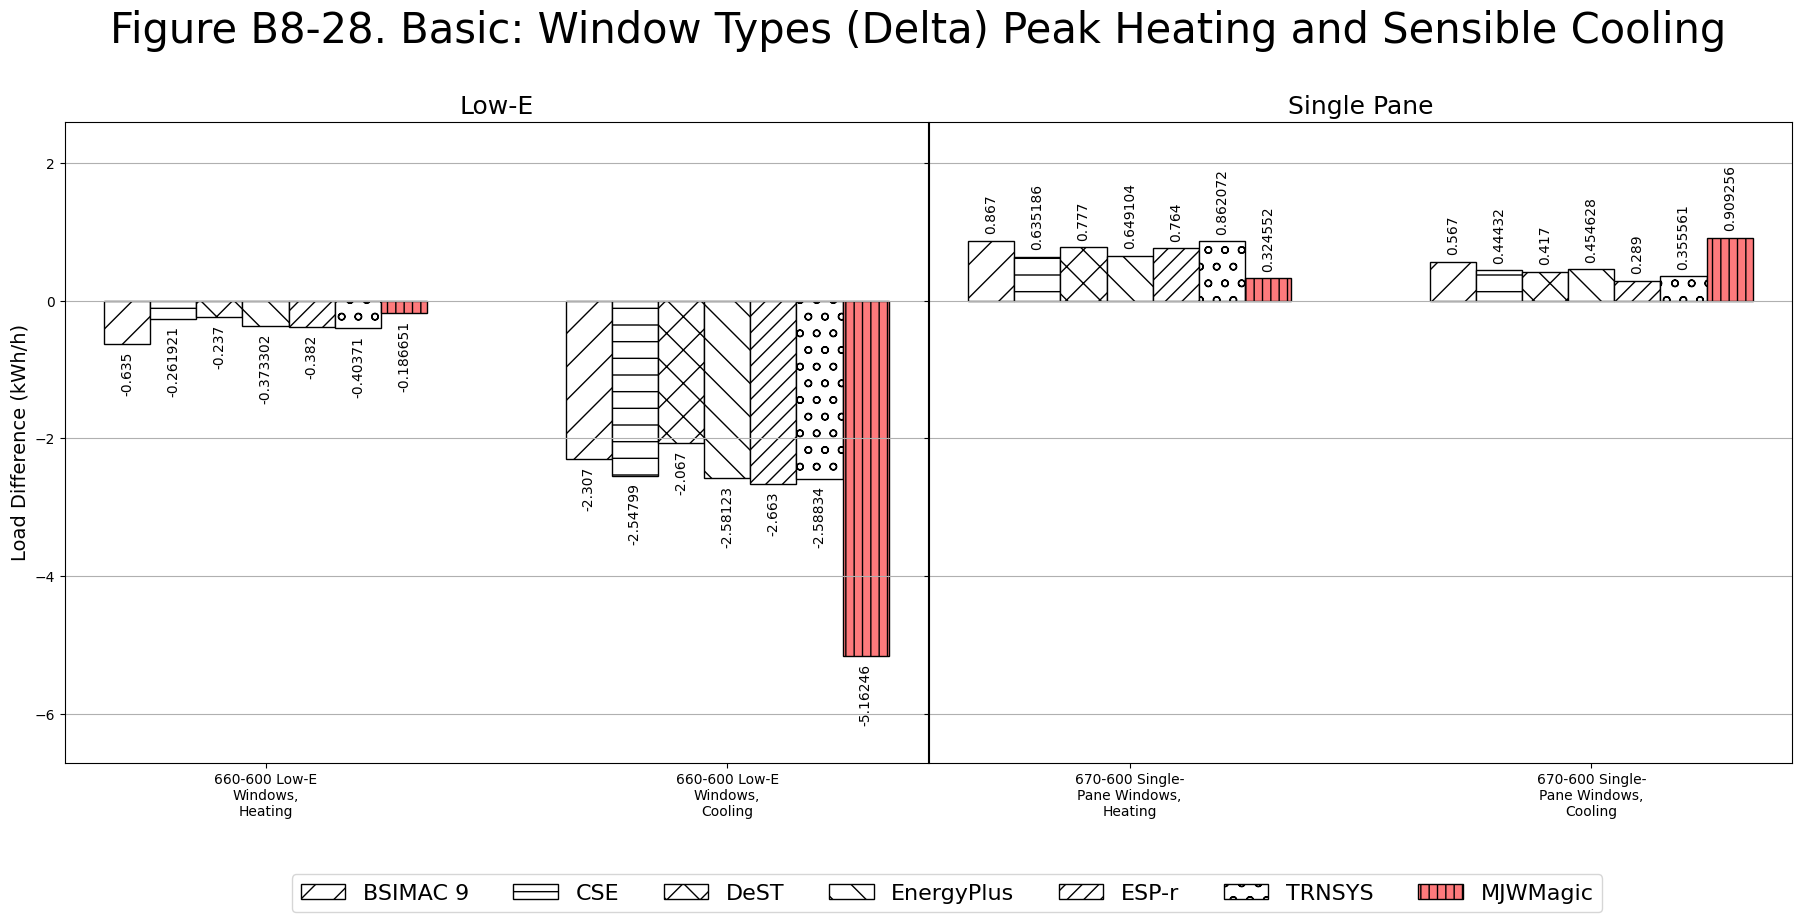 Figure B8-28. Basic: Window Types (Delta) Peak Heating and Sensible Cooling
Low-E
Single Pane
Load Difference (kWh/h)
2
0
−2
−4
−6
-0.635
-0.261921
-0.237
-0.373302
-0.382
-0.40371
-0.186651
-2.307
-2.54799
-2.067
-2.58123
-2.663
-2.58834
-5.16246
0.867
0.635186
0.777
0.649104
0.764
0.862072
0.324552
0.567
0.44432
0.417
0.454628
0.289
0.355561
0.909256
660-600 Low-E
Windows,
Heating
660-600 Low-E
Windows,
Cooling
670-600 Single-
Pane Windows,
Heating
670-600 Single-
Pane Windows,
Cooling
BSIMAC 9
CSE
DeST
EnergyPlus
ESP-r
TRNSYS
MJWMagic